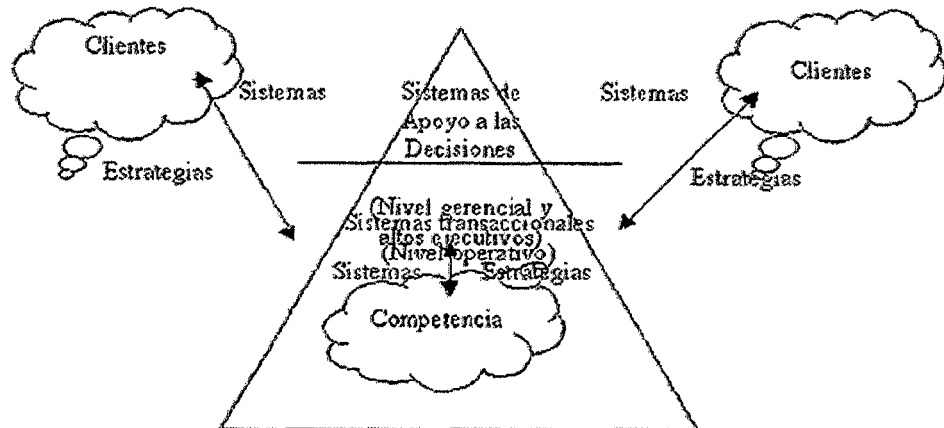 Clientes
Clientes
Sistemas
Sistemas de
Sistemas
Apoyo a las
Decisiones
Estrategias
Estrategias
(Nivel gerencial y
Sistemas transaccionales
altos ejecutivos)
(Nivel operativo)
Sistemas
Estrategias
Competencia